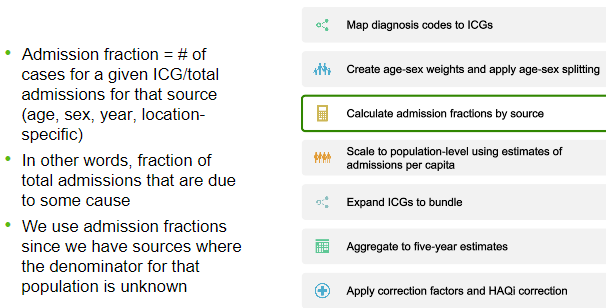 • Admission fraction = # of
cases for a given ICG/total
admissions for that source
(age, sex, year, location-
specific)
• In other words, fraction of
total admissions that are due
to some cause
• We use admission fractions
since we have sources where
the denominator for that
population is unknown
Map diagnosis codes to ICGs
Create age-sex weights and apply age-sex splitting
Calculate admission fractions by source
Scale to population-level using estimates of
admissions per capita
Expand ICGs to bundle
Aggregate to five-year estimates
Apply correction factors and HAQi correction